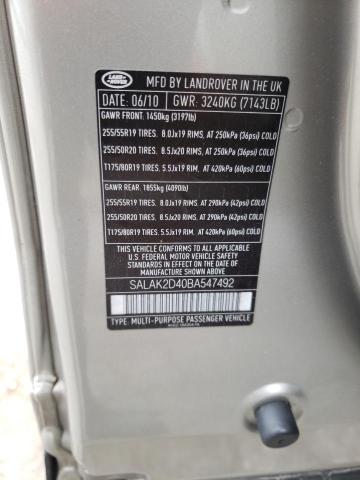 LAND
ROVER
MFD BY LANDROVER IN THE UK
DATE: 06/10 GWR: 3240KG (7143LB)
GAWR FRONT: 1450kg (3197lb)
255/55R19 TIRES. 8.0Jx19 RIMS, AT 250kPa (36psi) COLD
255/50R20 TIRES. 8.5Jx20 RIMS, AT 250kPa (36psi) COLD
T175/80R19 TIRES. 5.5Jx19 RIM, AT 420kPa (60psi) COLD
GAWR REAR: 1855kg (4090lb)
255/55R19 TIRES. 8.0Jx19 RIMS, AT 290kPa (42psi) COLD
255/50R20 TIRES. 8.5Jx20 RIMS, AT 290kPa (42psi) COLD
T175/80R19 TIRES. 5.5Jx19 RIM, AT 420kPa (60psi) COLD
THIS VEHICLE CONFORMS TO ALL APPLICABLE
U.S. FEDERAL MOTOR VEHICLE SAFETY STANDARDS
IN EFFECT ON THE DATE OF
MANUFACTURE SHOWN ABOVE.
SALAK2D40BA547492
TYPE: MULTI-PURPOSE PASSENGER VEHICLE